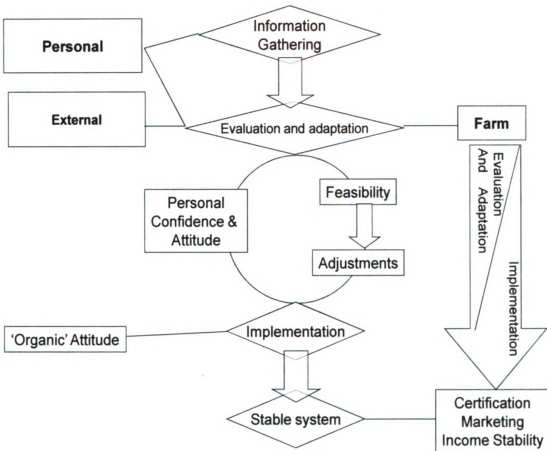 Information
Gathering
Personal
External
Evaluation and adaptation
Farm
Personal
Confidence &
Attitude
Feasibility
Adjustments
Evaluation
And Adaptation
Implementation
'Organic' Attitude
Implementation
Stable system
Certification
Marketing
Income Stability